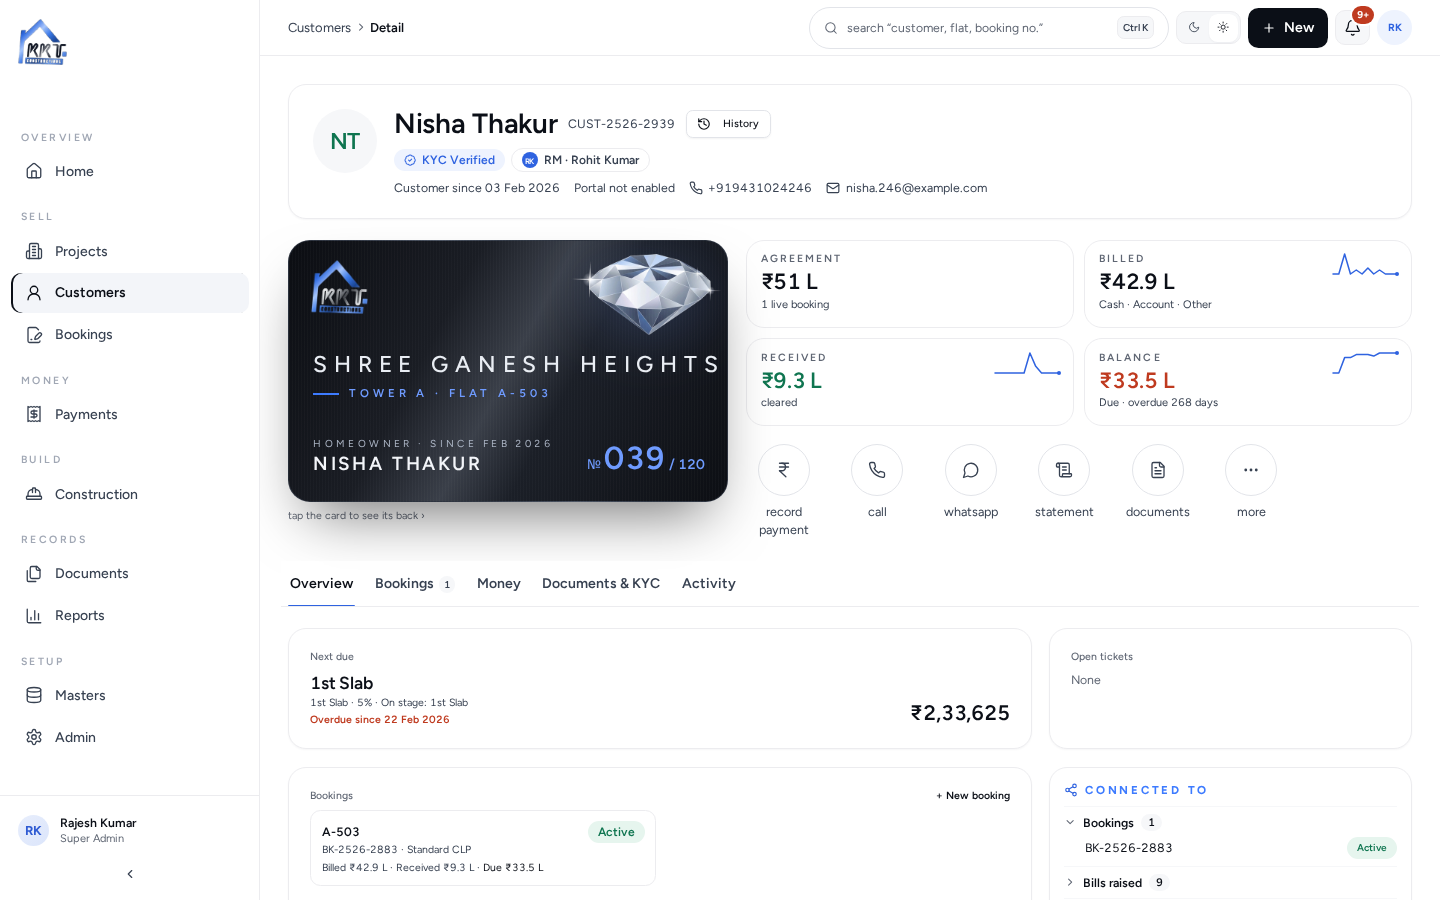 RKT
CONSTRUCTIONS
Customers > Detail
search “customer, flat, booking no.”
Ctrl K
+ New
9+
RK
OVERVIEW
Home
SELL
Projects
Customers
Bookings
MONEY
Payments
BUILD
Construction
RECORDS
Documents
Reports
SETUP
Masters
Admin
RK
Rajesh Kumar
Super Admin
NT
Nisha Thakur CUST-2526-2939 History
KYC Verified RK RM · Rohit Kumar
Customer since 03 Feb 2026 Portal not enabled +919431024246 nisha.246@example.com
RKT
CONSTRUCTIONS
SHREE GANESH HEIGHTS
TOWER A · FLAT A-503
HOMEOWNER · SINCE FEB 2026
NISHA THAKUR
№ 039 / 120
tap the card to see its back ›
AGREEMENT
₹51 L
1 live booking
BILLED
₹42.9 L
Cash · Account · Other
RECEIVED
₹9.3 L
cleared
BALANCE
₹33.5 L
Due · overdue 268 days
record payment
call
whatsapp
statement
documents
more
Overview Bookings 1 Money Documents & KYC Activity
Next due
1st Slab
1st Slab · 5% · On stage: 1st Slab
Overdue since 22 Feb 2026
₹2,33,625
Open tickets
None
Bookings
+ New booking
A-503
Active
BK-2526-2883 · Standard CLP
Billed ₹42.9 L · Received ₹9.3 L · Due ₹33.5 L
CONNECTED TO
Bookings 1
BK-2526-2883 Active
Bills raised 9